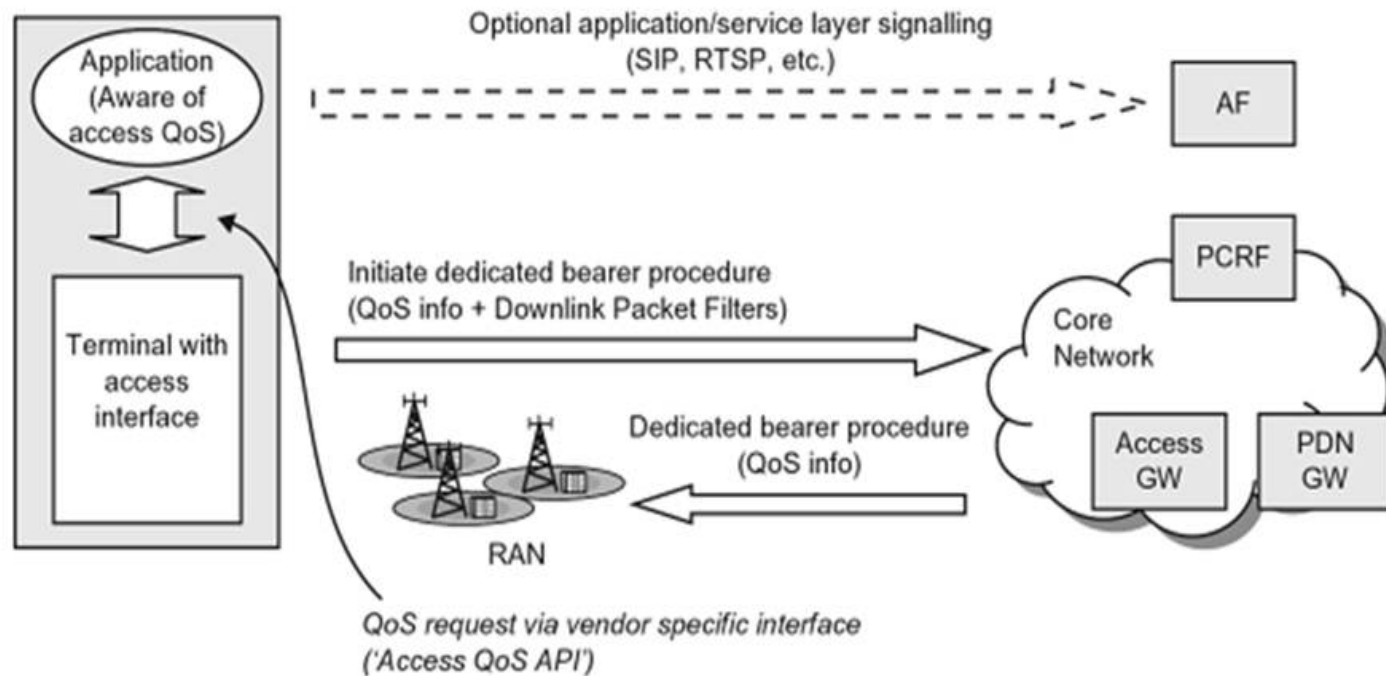 Optional application/service layer signalling
(SIP, RTSP, etc.)
Application
(Aware of
access QoS)
AF
PCRF
Initiate dedicated bearer procedure
(QoS info + Downlink Packet Filters)
Core
Network
Terminal with
access
interface
Dedicated bearer procedure
(QoS info)
Access
GW
PDN
GW
RAN
QoS request via vendor specific interface
(‘Access QoS API’)